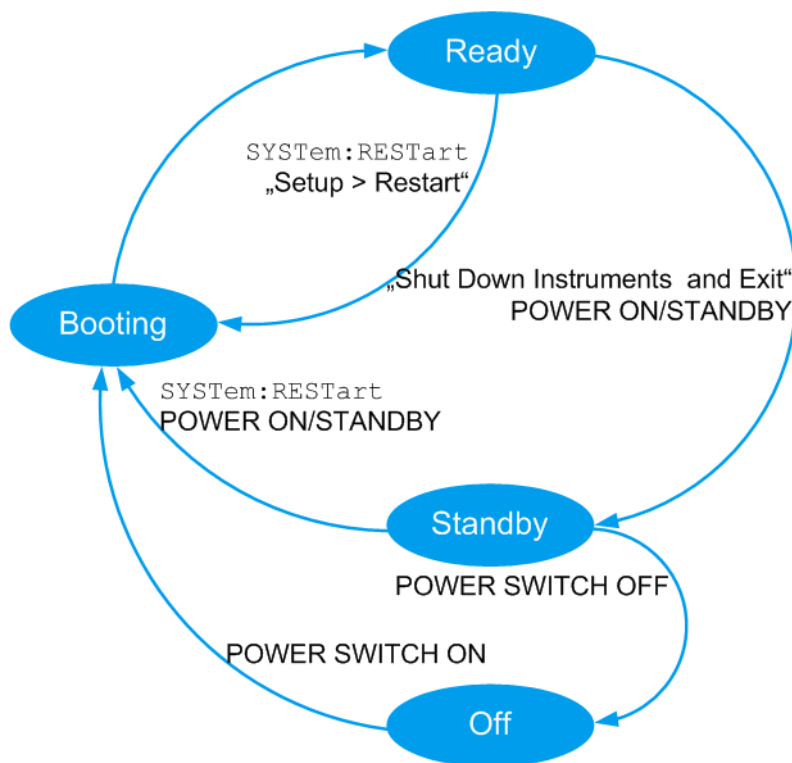 Ready
SYSTem:RESTart
„Setup > Restart“
„Shut Down Instruments and Exit“
POWER ON/STANDBY
Booting
SYSTem:RESTart
POWER ON/STANDBY
Standby
POWER SWITCH OFF
POWER SWITCH ON
Off